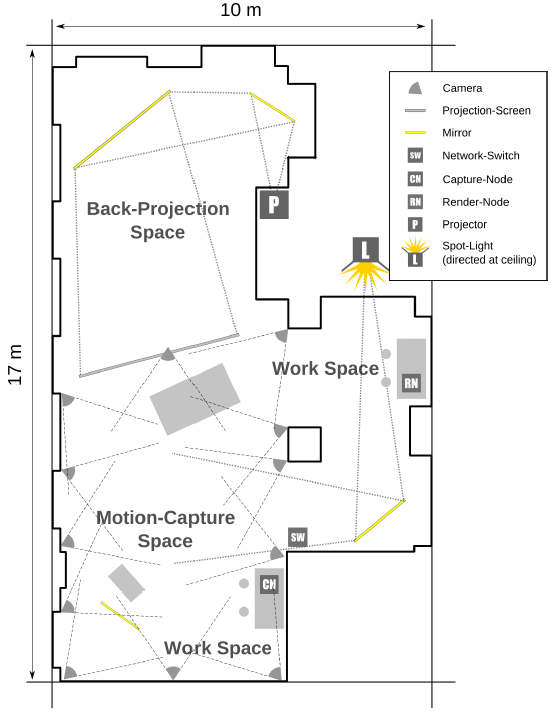 10 m
17 m
Camera
Projection-Screen
Mirror
SW Network-Switch
CN Capture-Node
RN Render-Node
P Projector
L Spot-Light
(directed at ceiling)
Back-Projection
Space
P
L
Work Space
RN
Motion-Capture
Space
SW
CN
Work Space